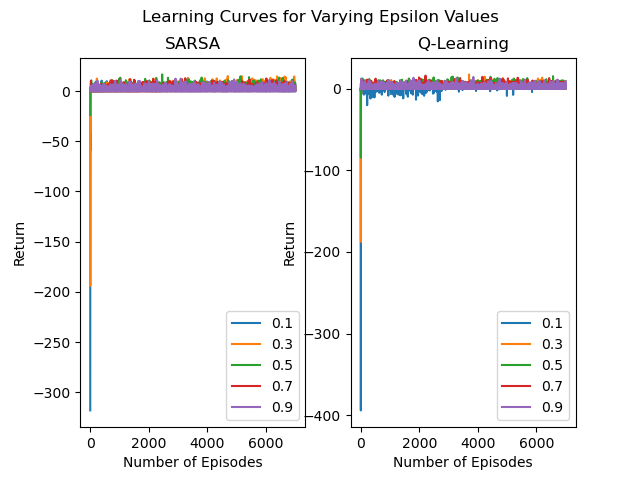 Learning Curves for Varying Epsilon Values
SARSA
0
−50
−100
−150
−200
−250
−300
Return
0 2000 4000 6000
Number of Episodes
0.1
0.3
0.5
0.7
0.9
Q-Learning
0
−100
−200
−300
−400
Return
0 2000 4000 6000
Number of Episodes
0.1
0.3
0.5
0.7
0.9